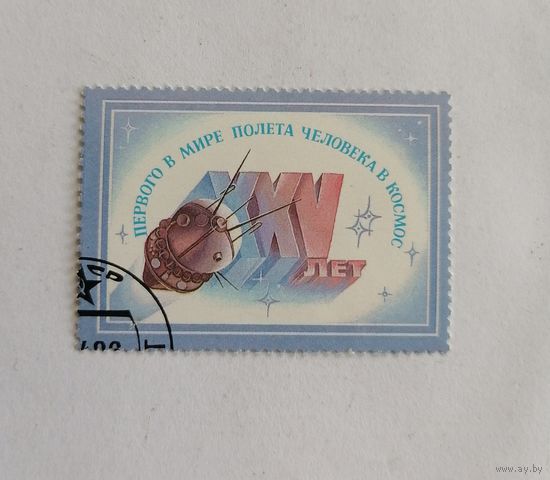 ПЕРВОГО В МИРЕ ПОЛЕТА ЧЕЛОВЕКА В КОСМОС
XXV
ЛЕТ
www.ay.by